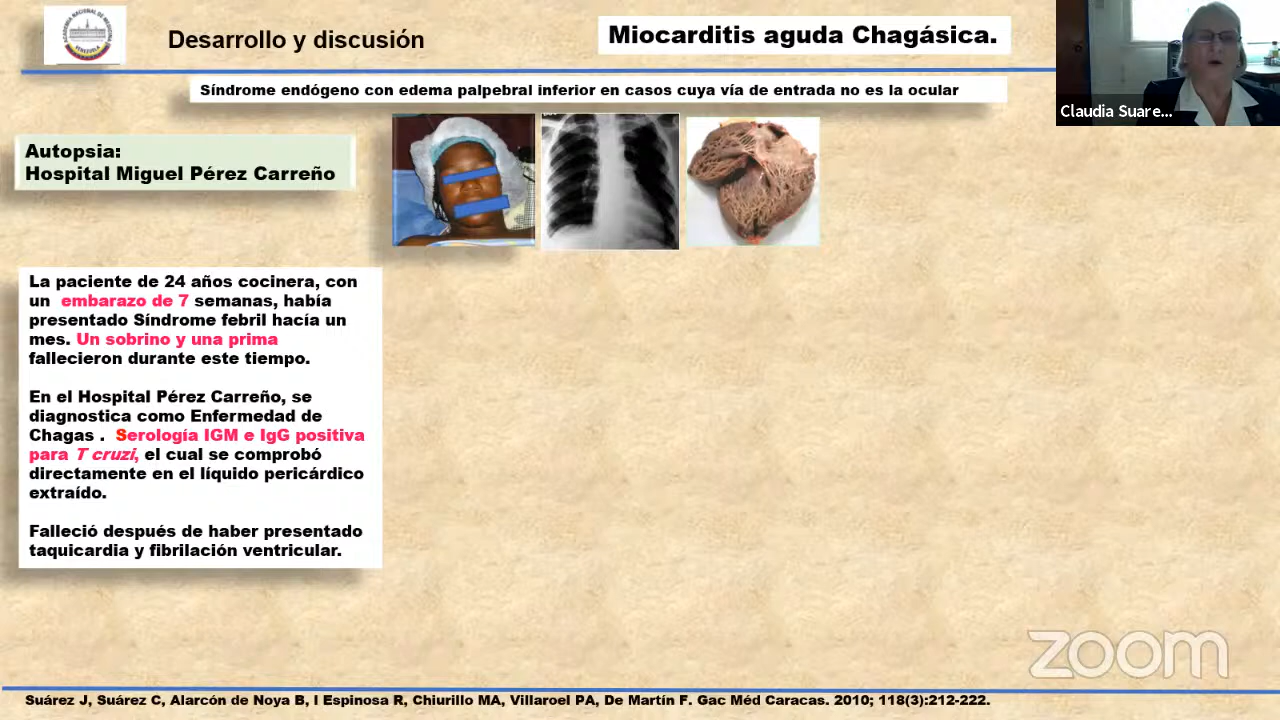 Desarrollo y discusión
Miocarditis aguda Chagásica.
Síndrome endógeno con edema palpebral inferior en casos cuya vía de entrada no es la ocular
Claudia Suare...
Autopsia:
Hospital Miguel Pérez Carreño
La paciente de 24 años cocinera, con
un embarazo de 7 semanas, había
presentado Síndrome febril hacía un
mes. Un sobrino y una prima
fallecieron durante este tiempo.
En el Hospital Pérez Carreño, se
diagnostica como Enfermedad de
Chagas . Serología IGM e IgG positiva
para T cruzi, el cual se comprobó
directamente en el líquido pericárdico
extraído.
Falleció después de haber presentado
taquicardia y fibrilación ventricular.
zoom
Suárez J, Suárez C, Alarcón de Noya B, I Espinosa R, Chiurillo MA, Villaroel PA, De Martín F. Gac Méd Caracas. 2010; 118(3):212-222.